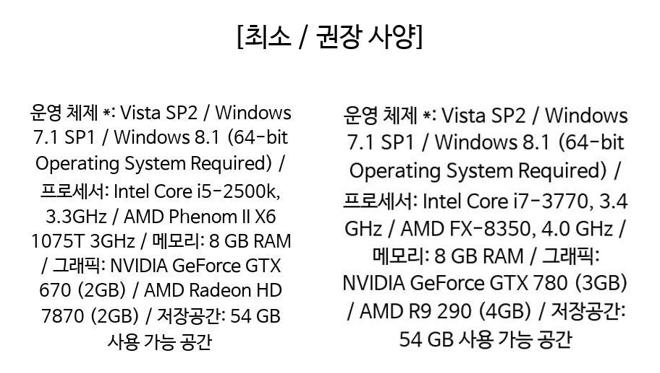 [최소 / 권장 사양]
운영 체제 *: Vista SP2 / Windows
7.1 SP1 / Windows 8.1 (64-bit
Operating System Required) /
프로세서: Intel Core i5-2500k,
3.3GHz / AMD Phenom II X6
1075T 3GHz / 메모리: 8 GB RAM
/ 그래픽: NVIDIA GeForce GTX
670 (2GB) / AMD Radeon HD
7870 (2GB) / 저장공간: 54 GB
사용 가능 공간
운영 체제 *: Vista SP2 / Windows
7.1 SP1 / Windows 8.1 (64-bit
Operating System Required) /
프로세서: Intel Core i7-3770, 3.4
GHz / AMD FX-8350, 4.0 GHz /
메모리: 8 GB RAM / 그래픽:
NVIDIA GeForce GTX 780 (3GB)
/ AMD R9 290 (4GB) / 저장공간:
54 GB 사용 가능 공간